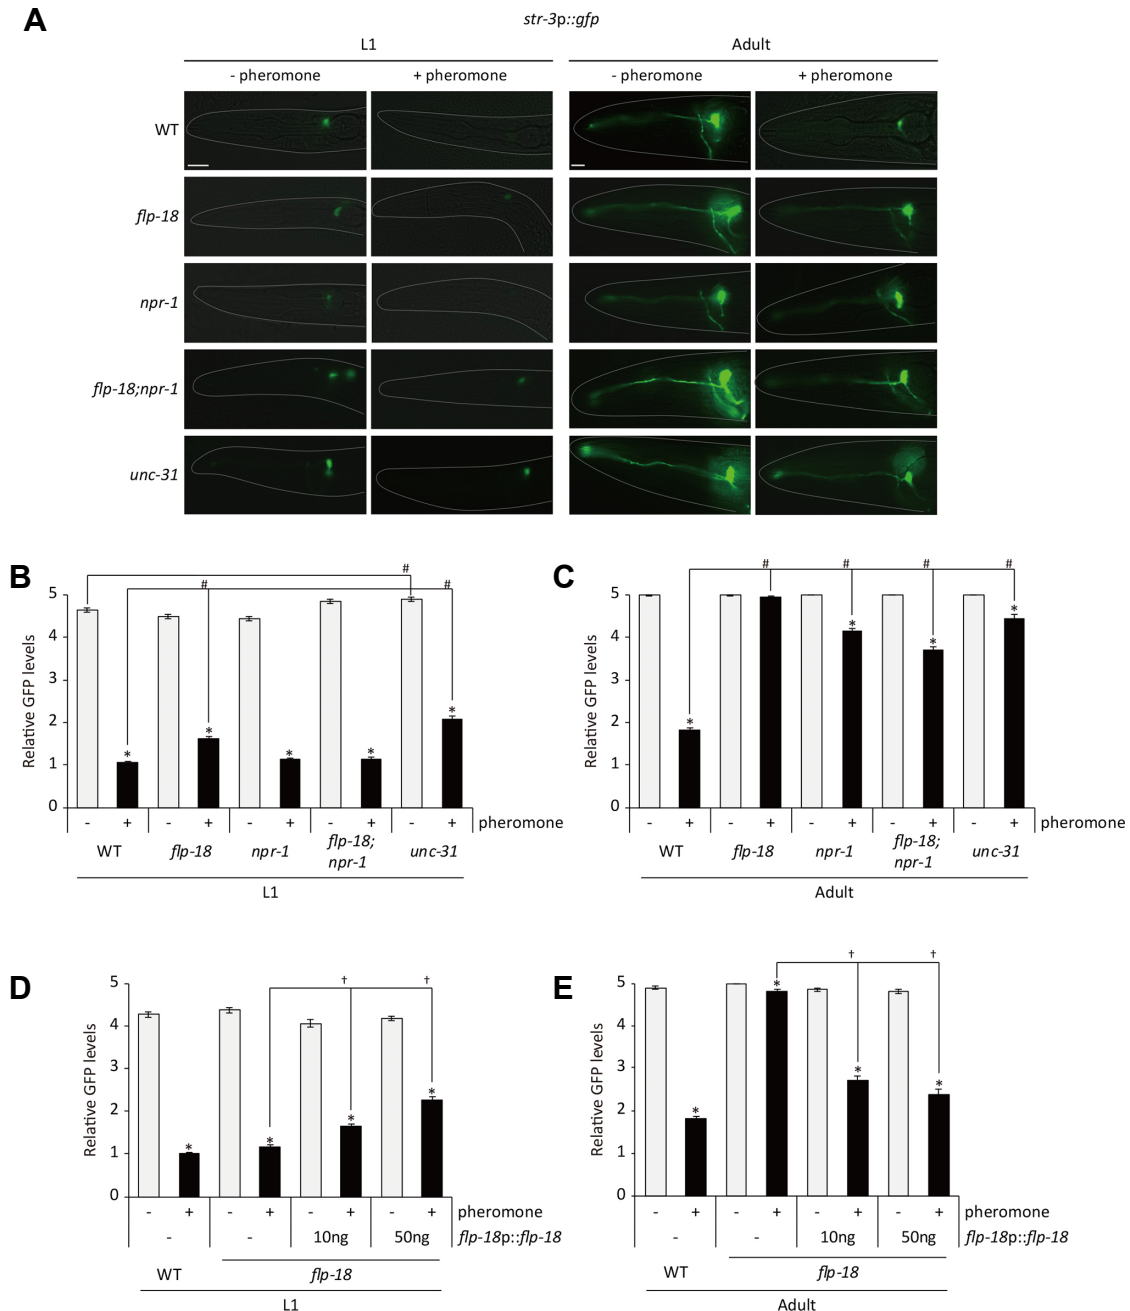 A
str-3p::gfp
L1 Adult
- pheromone + pheromone - pheromone + pheromone
WT
flp-18
npr-1
flp-18;npr-1
unc-31
B
Relative GFP levels
5
4
3
2
1
0
# # #
* * * * *
- + - + - + - + - + pheromone
WT flp-18 npr-1 flp-18; npr-1 unc-31
L1
C
Relative GFP levels
5
4
3
2
1
0
# # # #
* * * *
- + - + - + - + - + pheromone
WT flp-18 npr-1 flp-18; npr-1 unc-31
Adult
D
Relative GFP levels
5
4
3
2
1
0
† †
* * * *
- + - + - + - + pheromone
- - 10ng 50ng flp-18p::flp-18
WT flp-18
L1
E
Relative GFP levels
5
4
3
2
1
0
† †
* * * *
- + - + - + - + pheromone
- - 10ng 50ng flp-18p::flp-18
WT flp-18
Adult